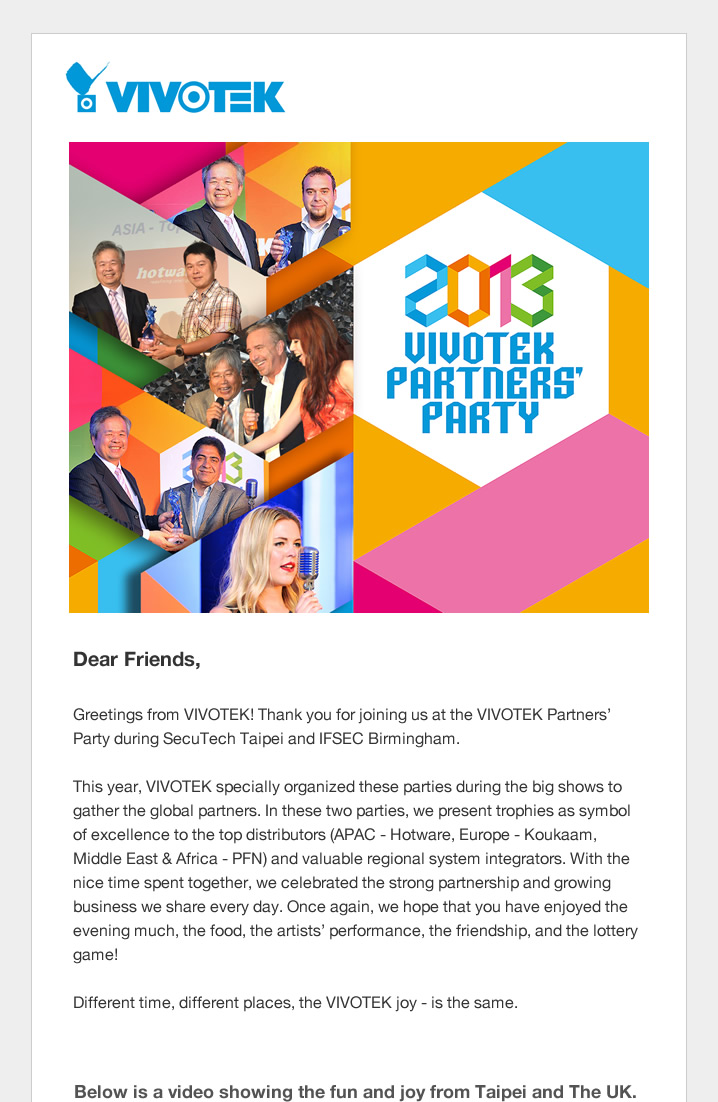 VIVOTEK
ASIA - To
hotwa
2013
VIVOTEK
PARTNERS'
PARTY
Dear Friends,
Greetings from VIVOTEK! Thank you for joining us at the VIVOTEK Partners’
Party during SecuTech Taipei and IFSEC Birmingham.
This year, VIVOTEK specially organized these parties during the big shows to
gather the global partners. In these two parties, we present trophies as symbol
of excellence to the top distributors (APAC - Hotware, Europe - Koukaam,
Middle East & Africa - PFN) and valuable regional system integrators. With the
nice time spent together, we celebrated the strong partnership and growing
business we share every day. Once again, we hope that you have enjoyed the
evening much, the food, the artists’ performance, the friendship, and the lottery
game!
Different time, different places, the VIVOTEK joy - is the same.
Below is a video showing the fun and joy from Taipei and The UK.